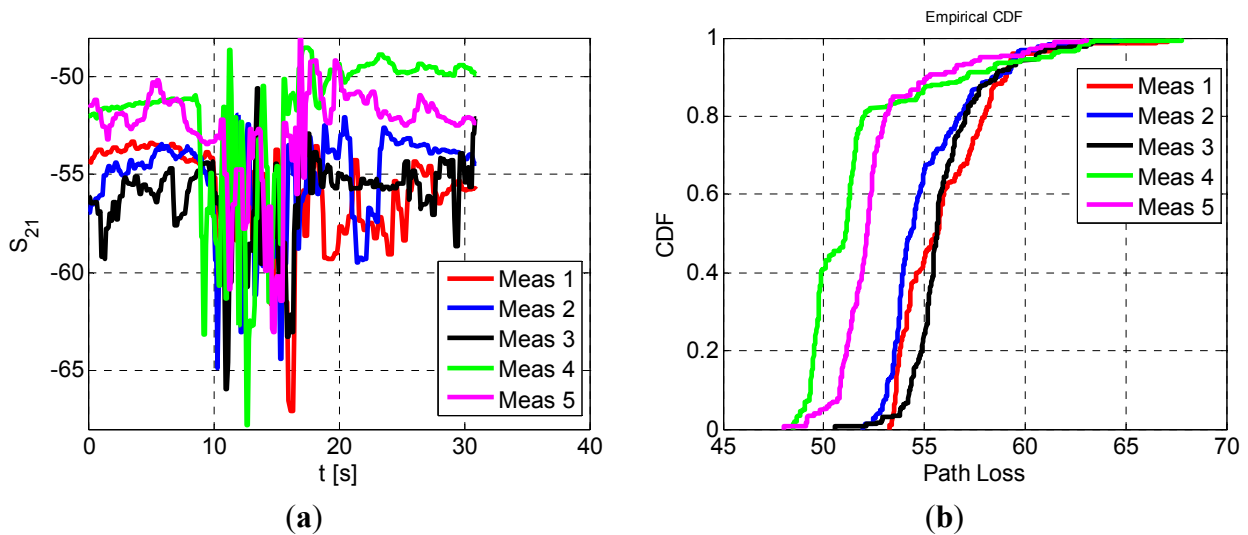 -50
-55
-60
-65
0
10
20
30
40
S21
t [s]
Meas 1
Meas 2
Meas 3
Meas 4
Meas 5
(a)
Empirical CDF
1
0.8
0.6
0.4
0.2
0
45
50
55
60
65
70
CDF
Path Loss
Meas 1
Meas 2
Meas 3
Meas 4
Meas 5
(b)